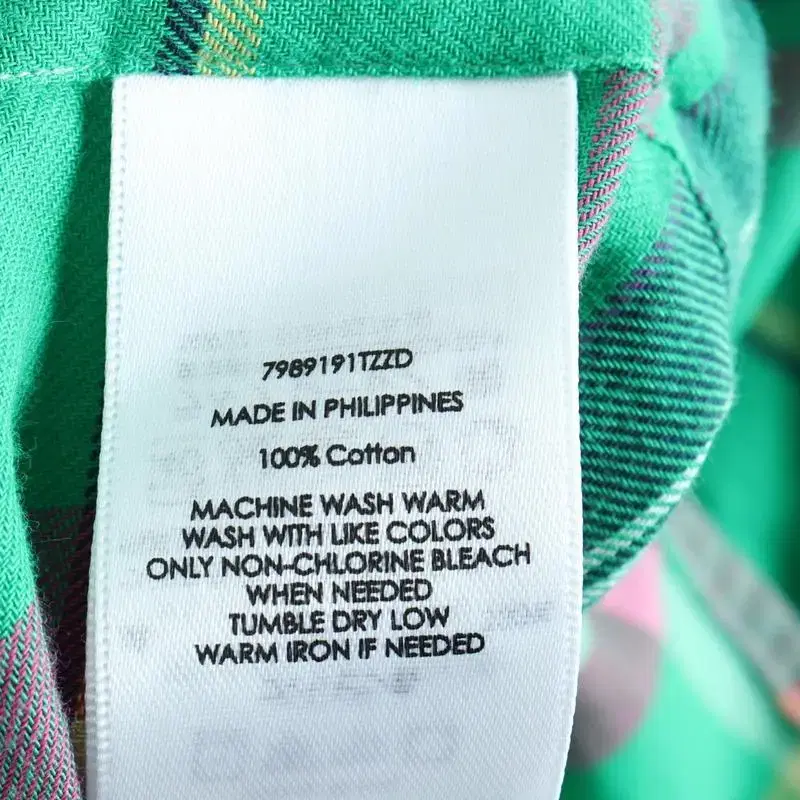 7989191TZZD
MADE IN PHILIPPINES
100% Cotton
MACHINE WASH WARM
WASH WITH LIKE COLORS
ONLY NON-CHLORINE BLEACH
WHEN NEEDED
TUMBLE DRY LOW
WARM IRON IF NEEDED